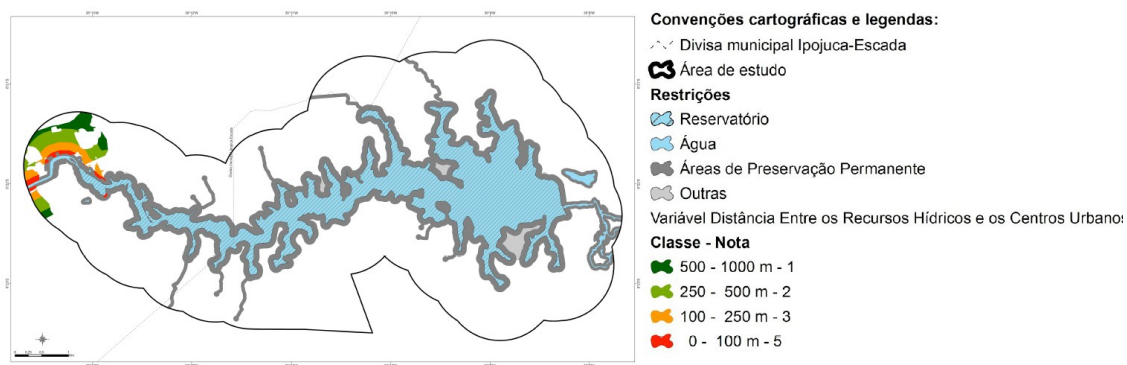 Convenções cartográficas e legendas:
Divisa municipal Ipojuca-Escada
Área de estudo
Restrições
Reservatório
Água
Áreas de Preservação Permanente
Outras
Variável Distância Entre os Recursos Hídricos e os Centros Urbanos
Classe - Nota
500 - 1000 m - 1
250 - 500 m - 2
100 - 250 m - 3
0 - 100 m - 5